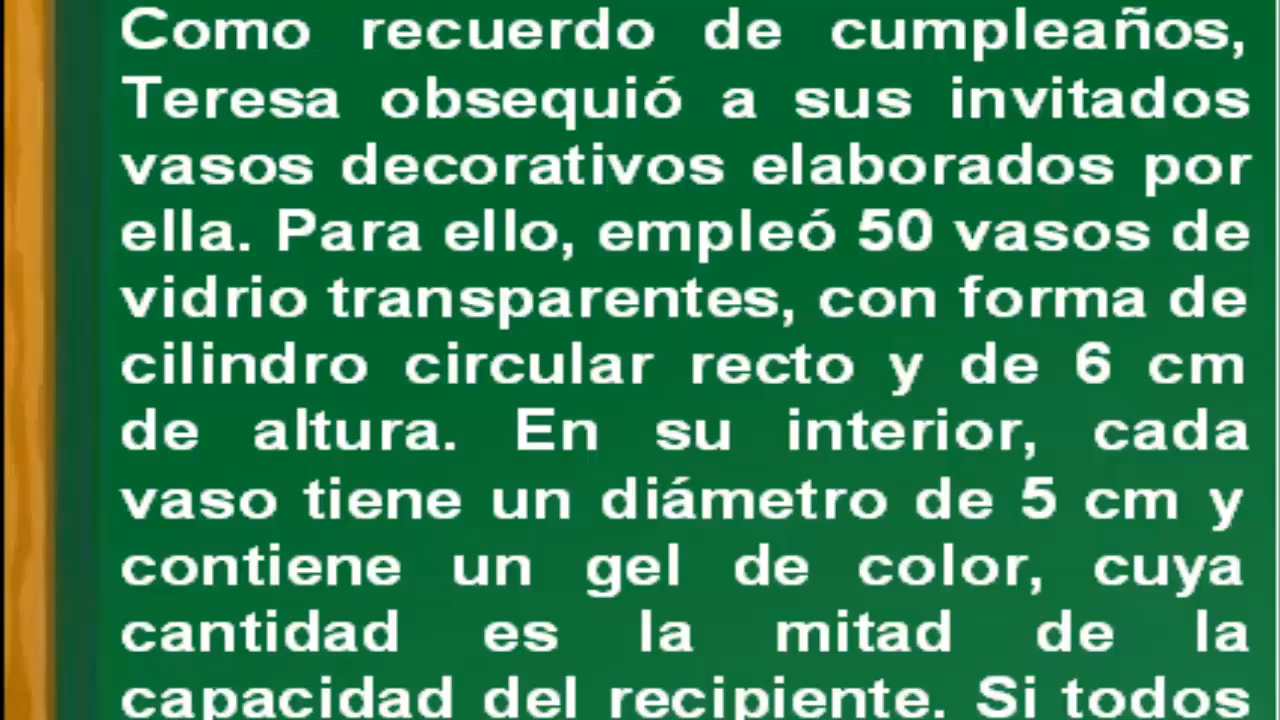 Como recuerdo de cumpleaños,
Teresa obsequió a sus invitados
vasos decorativos elaborados por
ella. Para ello, empleó 50 vasos de
vidrio transparentes, con forma de
cilindro circular recto y de 6 cm
de altura. En su interior, cada
vaso tiene un diámetro de 5 cm y
contiene un gel de color, cuya
cantidad es la mitad de la
capacidad del recipiente. Si todos